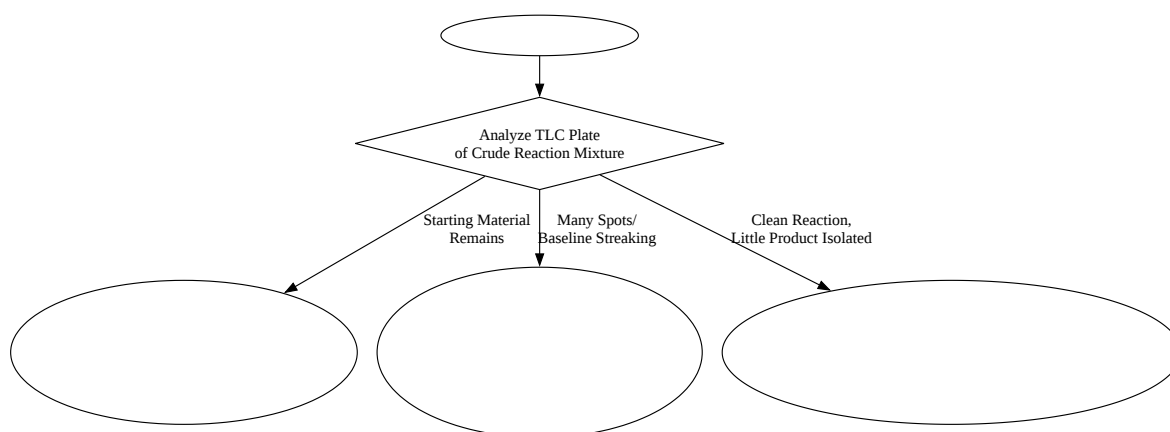 Analyze TLC Plate
of Crude Reaction Mixture
Starting Material
Remains
Many Spots/
Baseline Streaking
Clean Reaction,
Little Product Isolated